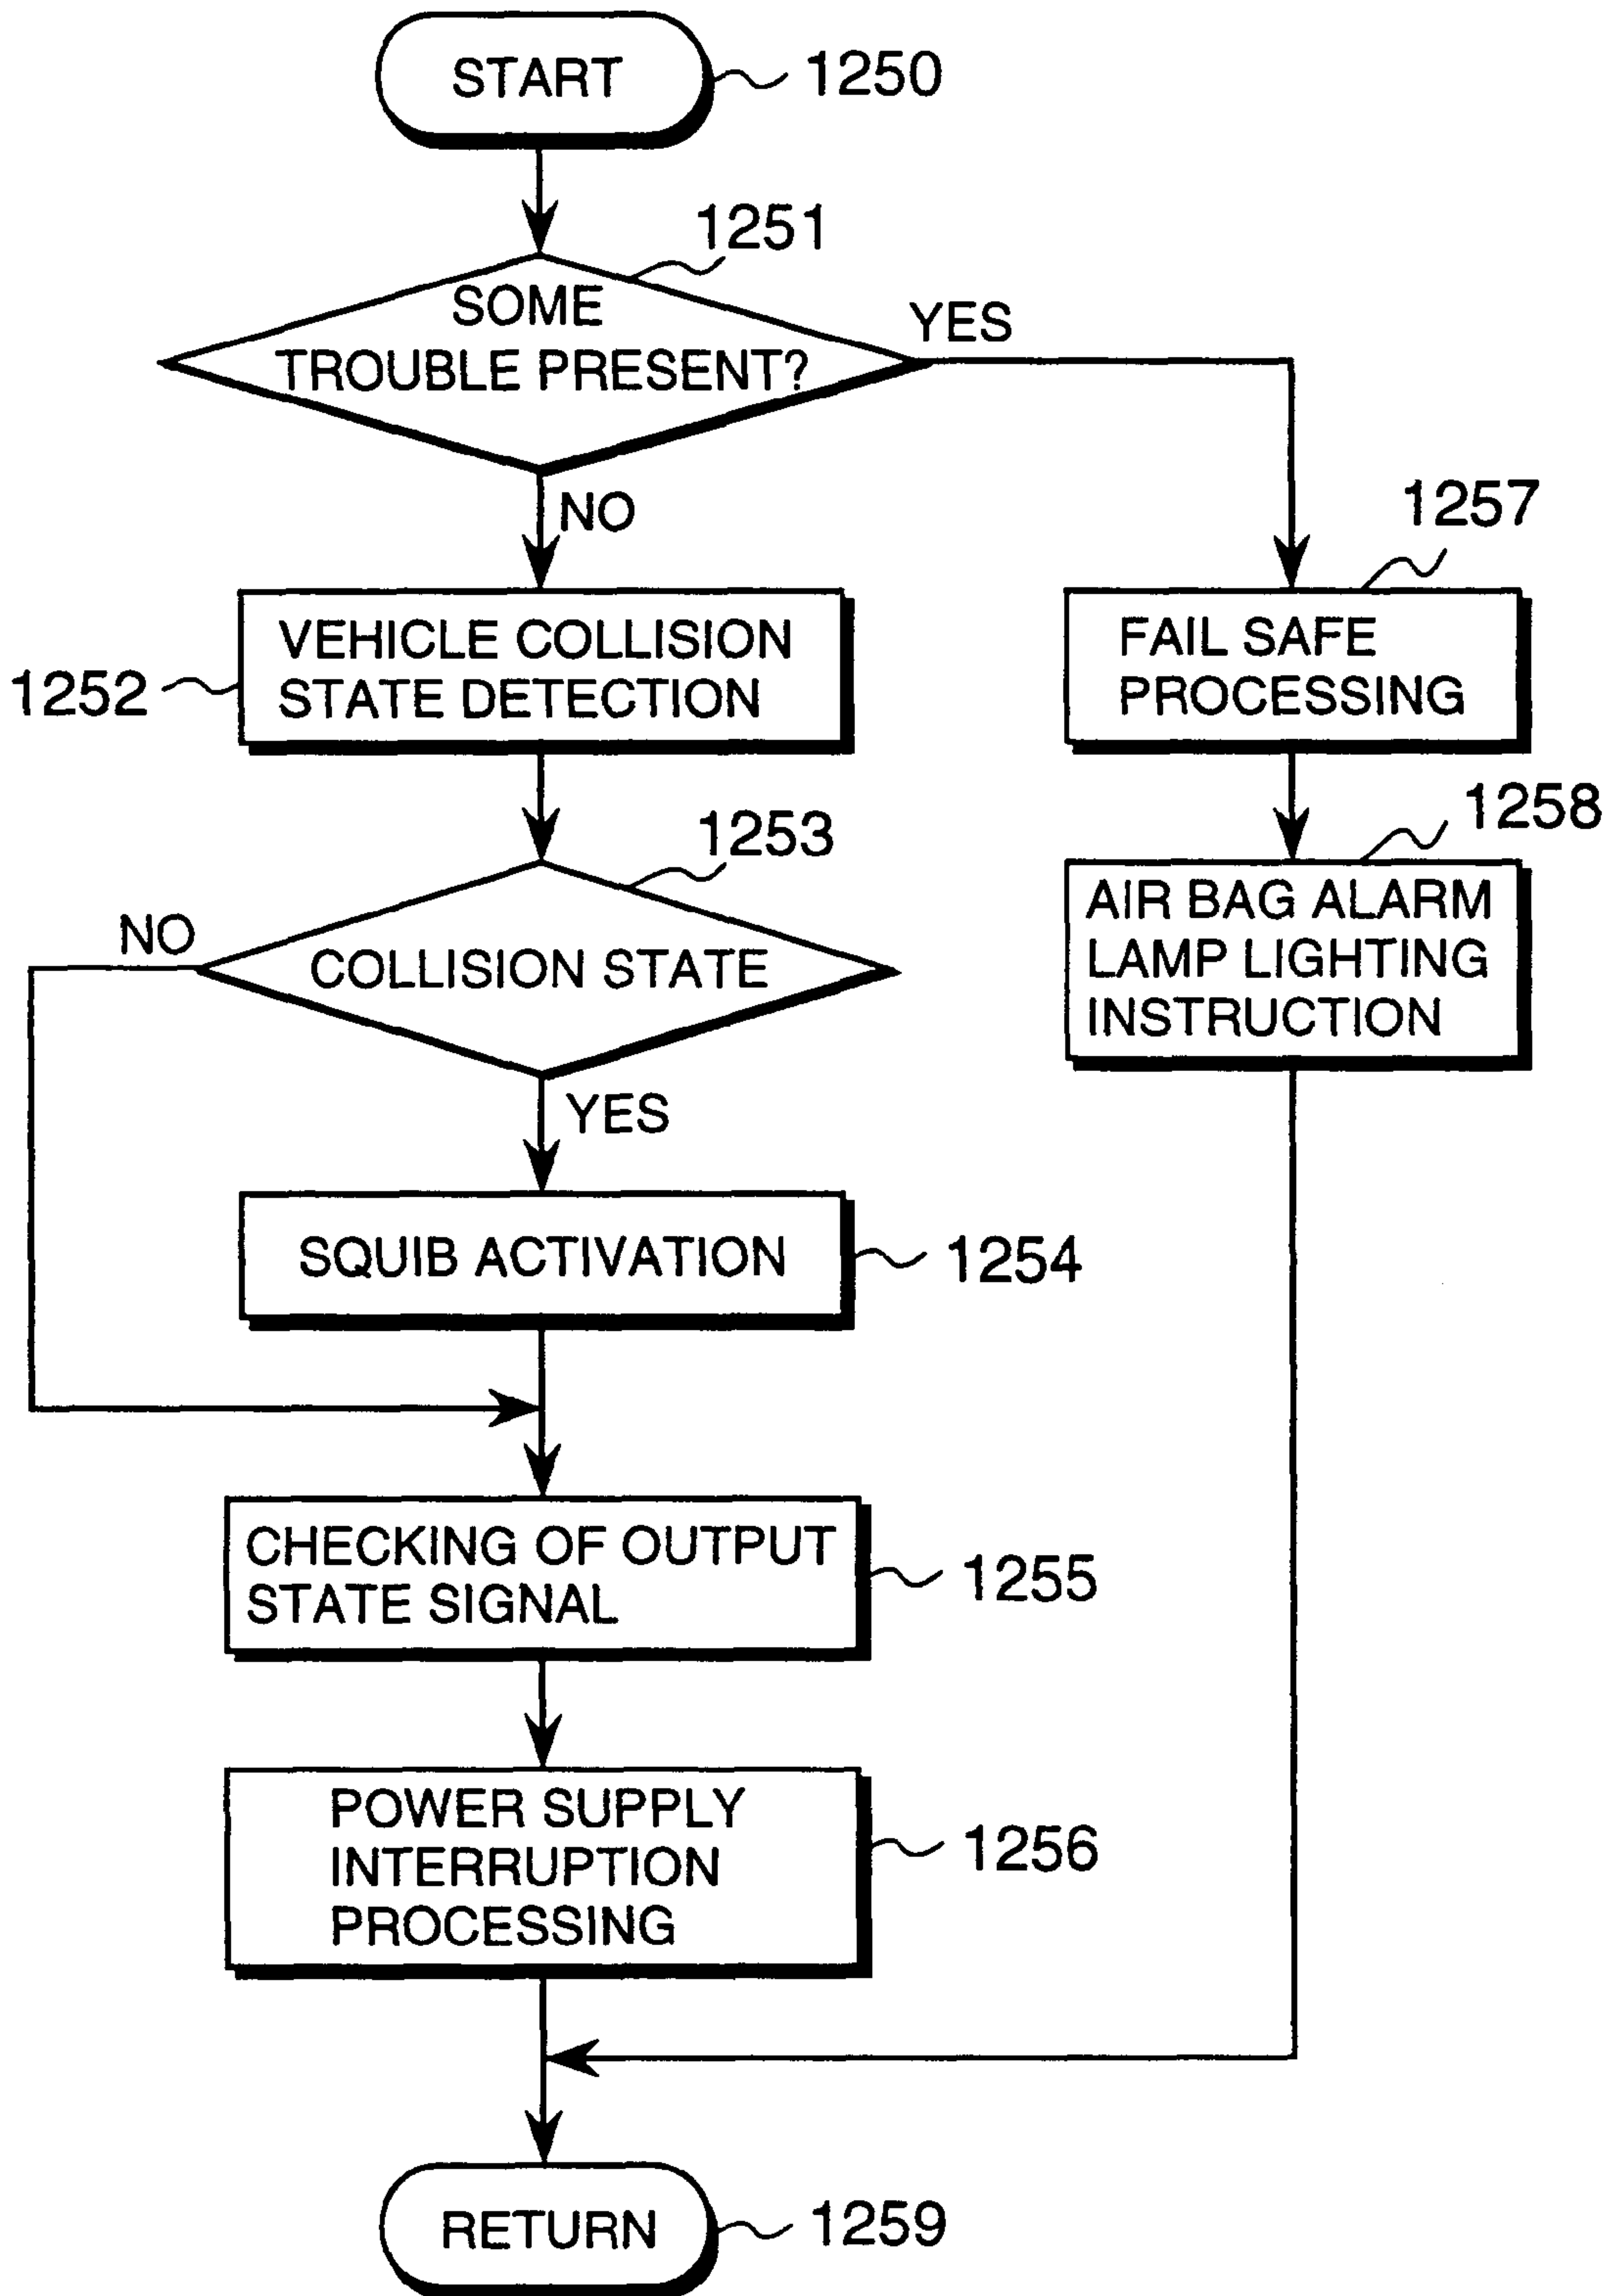 START
1250
1251
SOME
TROUBLE PRESENT?
YES
NO
1257
VEHICLE COLLISION
STATE DETECTION
1252
FAIL SAFE
PROCESSING
1253
1258
NO
COLLISION STATE
AIR BAG ALARM
LAMP LIGHTING
INSTRUCTION
YES
SQUIB ACTIVATION
1254
CHECKING OF OUTPUT
STATE SIGNAL
1255
POWER SUPPLY
INTERRUPTION
PROCESSING
1256
RETURN
1259